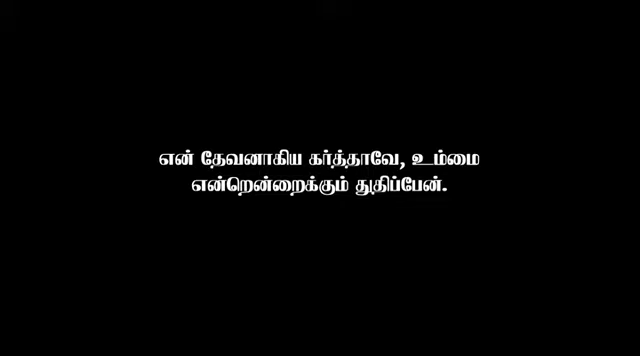 என் தேவனாகிய கர்த்தாவே, உம்மை
என்றென்றைக்கும் துதிப்பேன்.